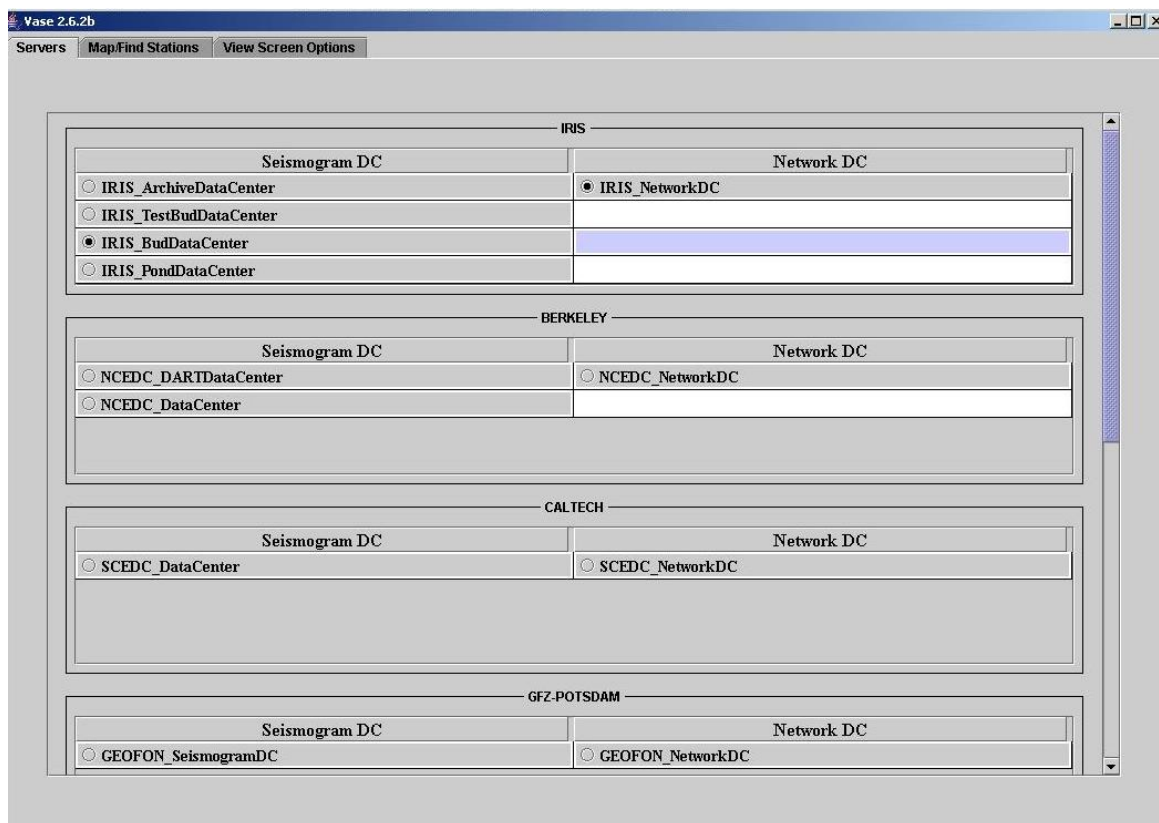 Vase 2.6.2b
Servers Map/Find Stations View Screen Options
IRIS
Seismogram DC Network DC
IRIS_ArchiveDataCenter IRIS_NetworkDC
IRIS_TestBudDataCenter
IRIS_BudDataCenter
IRIS_PondDataCenter
BERKELEY
Seismogram DC Network DC
NCEDC_DARTDataCenter NCEDC_NetworkDC
NCEDC_DataCenter
CALTECH
Seismogram DC Network DC
SCEDC_DataCenter SCEDC_NetworkDC
GFZ-POTSDAM
Seismogram DC Network DC
GEOFON_SeismogramDC GEOFON_NetworkDC